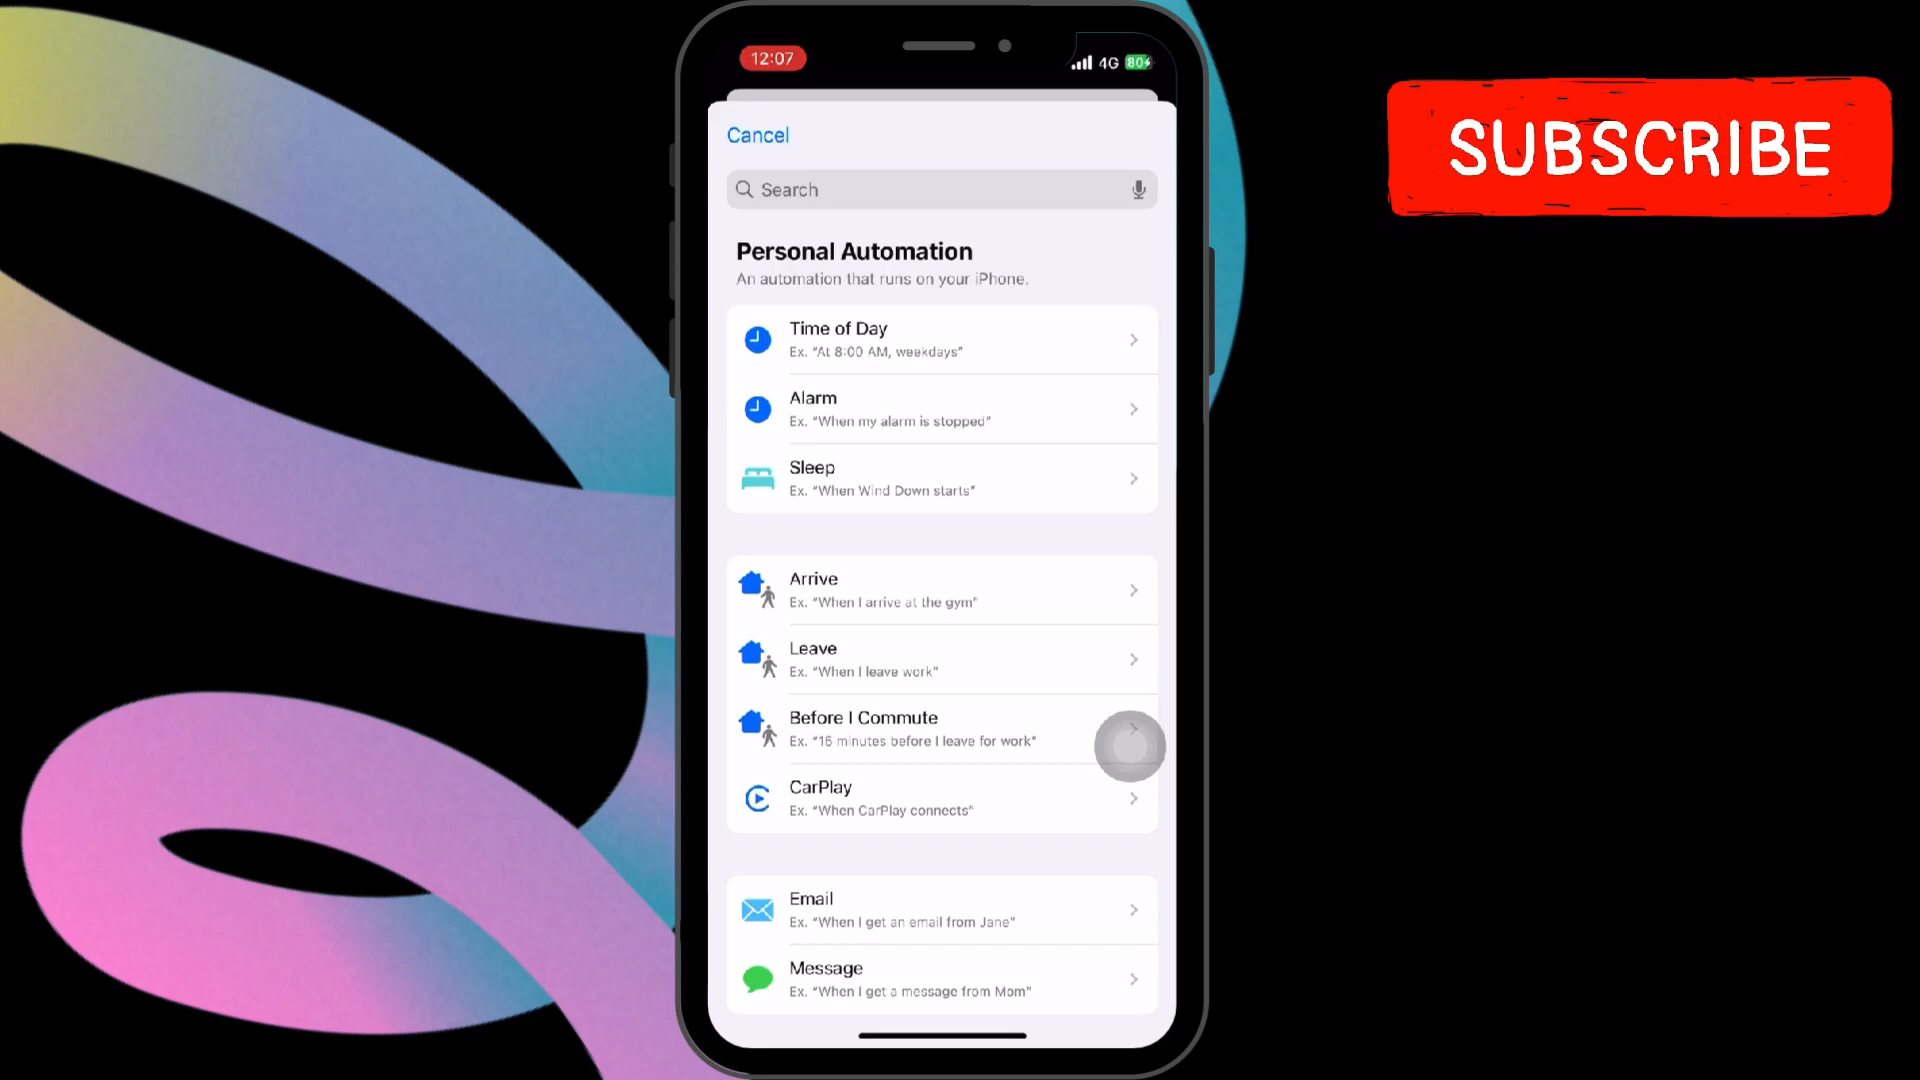 12:07
4G 80
Cancel
Search
Personal Automation
An automation that runs on your iPhone.
Time of Day
Ex. "At 8:00 AM, weekdays"
Alarm
Ex. "When my alarm is stopped"
Sleep
Ex. "When Wind Down starts"
Arrive
Ex. "When I arrive at the gym"
Leave
Ex. "When I leave work"
Before I Commute
Ex. "15 minutes before I leave for work"
CarPlay
Ex. "When CarPlay connects"
Email
Ex. "When I get an email from Jane"
Message
Ex. "When I get a message from Mom"
SUBSCRIBE